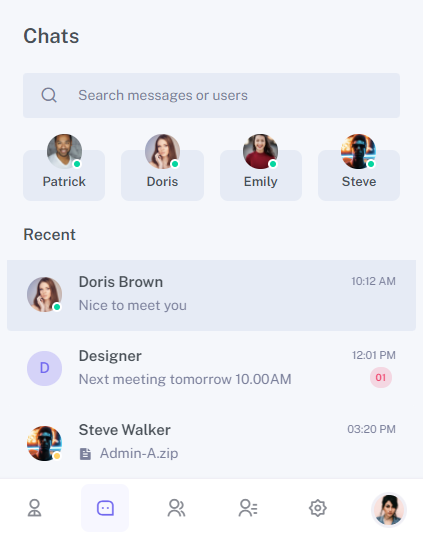 Chats
Search messages or users
Patrick Doris Emily Steve
Recent
Doris Brown 10:12 AM
Nice to meet you
Designer 12:01 PM
D
Next meeting tomorrow 10.00AM 01
Steve Walker 03:20 PM
Admin-A.zip